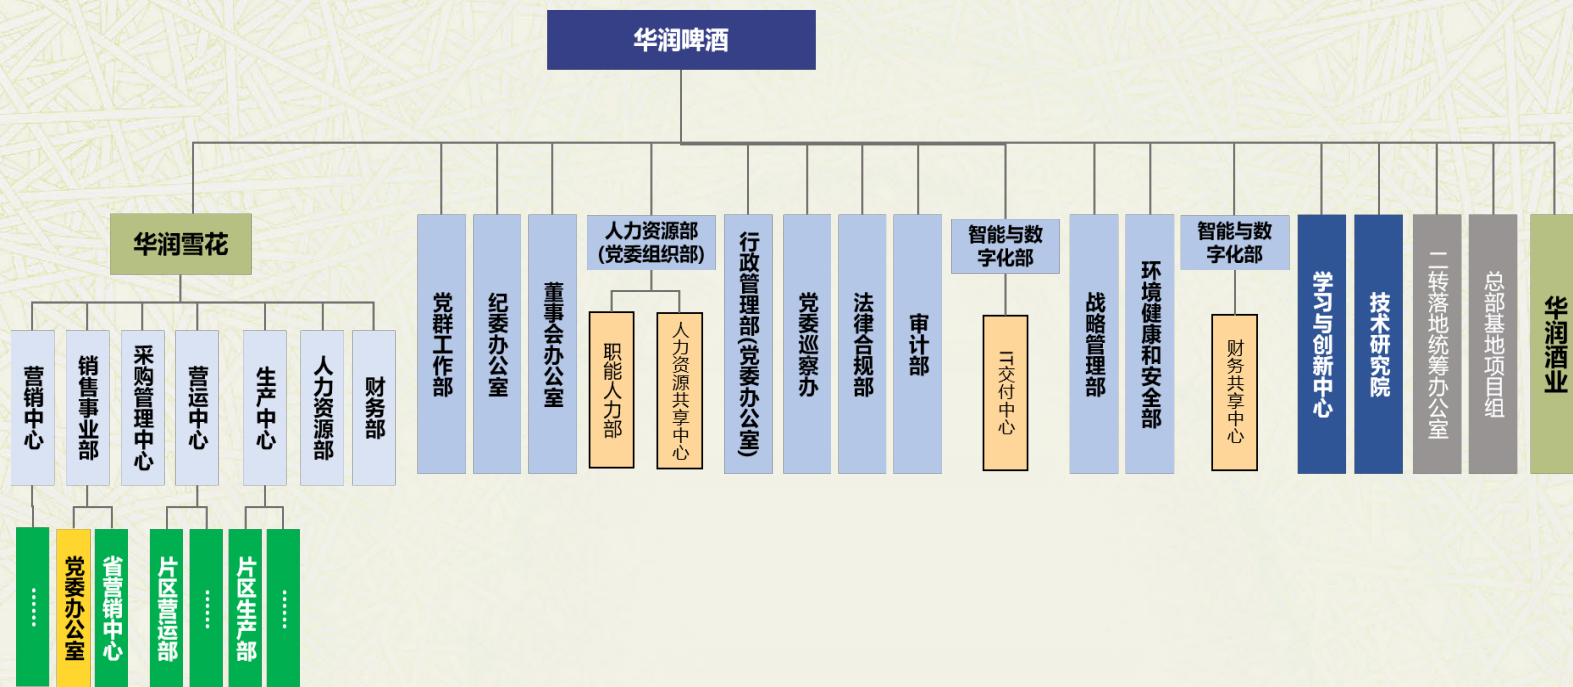 华润啤酒
华润雪花
党群工作部
纪委办公室
董事会办公室
人力资源部
(党委组织部)
行政管理部(党委办公室)
党委巡察办
法律合规部
审计部
智能与数
字化部
战略管理部
环境健康和安全部
智能与数
字化部
学习与创新中心
技术研究院
二转落地统筹办公室
总部基地项目组
华润酒业
职能人力部
人力资源共享中心
IT交付中心
财务共享中心
营销中心
销售事业部
采购管理中心
营运中心
生产中心
人力资源部
财务部
……
党委办公室
省营销中心
片区营运部
……
片区生产部
……